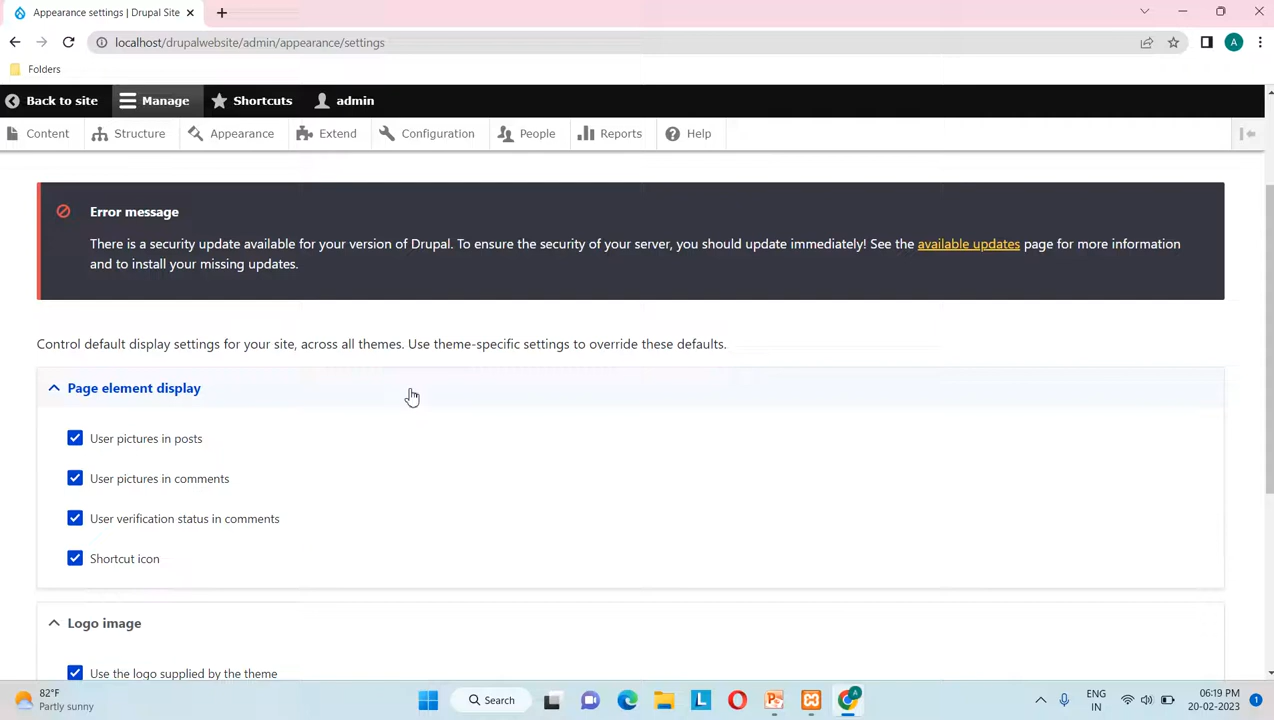 Appearance settings | Drupal Site
localhost/drupalwebsite/admin/appearance/settings
A
Folders
Back to site
Manage
Shortcuts
admin
Content
Structure
Appearance
Extend
Configuration
People
Reports
Help
Error message
There is a security update available for your version of Drupal. To ensure the security of your server, you should update immediately! See the available updates page for more information
and to install your missing updates.
Control default display settings for your site, across all themes. Use theme-specific settings to override these defaults.
Page element display
User pictures in posts
User pictures in comments
User verification status in comments
Shortcut icon
Logo image
Use the logo supplied by the theme
82°F
Partly sunny
Search
L
ENG
IN
06:19 PM
20-02-2023
1